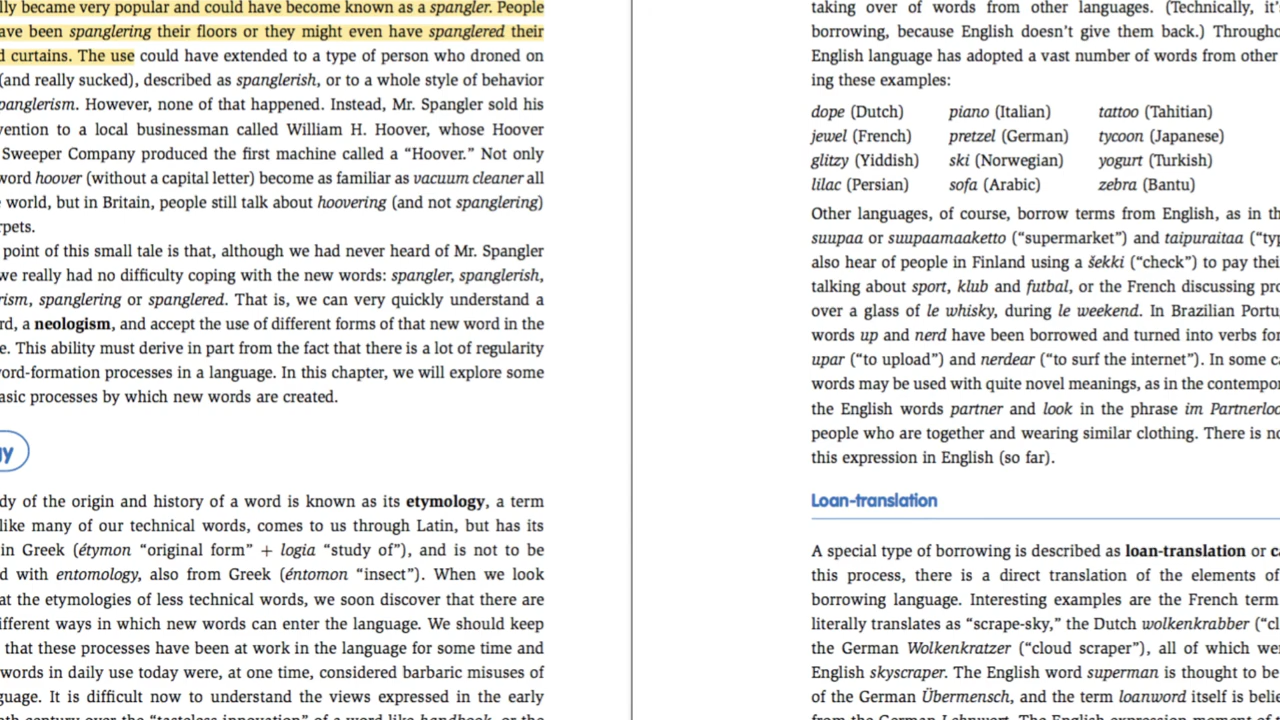 lly became very popular and could have become known as a spangler. People
ave been spanglering their floors or they might even have spanglered their
d curtains. The use could have extended to a type of person who droned on
(and really sucked), described as spanglerish, or to a whole style of behavior
panglerism. However, none of that happened. Instead, Mr. Spangler sold his
vention to a local businessman called William H. Hoover, whose Hoover
Sweeper Company produced the first machine called a “Hoover.” Not only
word hoover (without a capital letter) become as familiar as vacuum cleaner all
e world, but in Britain, people still talk about hoovering (and not spanglering)
rpets.
point of this small tale is that, although we had never heard of Mr. Spangler
we really had no difficulty coping with the new words: spangler, spanglerish,
rism, spanglering or spanglered. That is, we can very quickly understand a
rd, a neologism, and accept the use of different forms of that new word in the
e. This ability must derive in part from the fact that there is a lot of regularity
vord-formation processes in a language. In this chapter, we will explore some
asic processes by which new words are created.
gy
dy of the origin and history of a word is known as its etymology, a term
like many of our technical words, comes to us through Latin, but has its
in Greek (étymon “original form” + logia “study of”), and is not to be
d with entomology, also from Greek (éntomon “insect”). When we look
at the etymologies of less technical words, we soon discover that there are
ifferent ways in which new words can enter the language. We should keep
that these processes have been at work in the language for some time and
words in daily use today were, at one time, considered barbaric misuses of
guage. It is difficult now to understand the views expressed in the early
th century over the “tasteless innovation” of a word like handbook, or the
taking over of words from other languages. (Technically, it’s
borrowing, because English doesn’t give them back.) Througho
English language has adopted a vast number of words from other
ing these examples:
dope (Dutch) piano (Italian) tattoo (Tahitian)
jewel (French) pretzel (German) tycoon (Japanese)
glitzy (Yiddish) ski (Norwegian) yogurt (Turkish)
lilac (Persian) sofa (Arabic) zebra (Bantu)
Other languages, of course, borrow terms from English, as in th
suupaa or suupaamaaketto (“supermarket”) and taipuraitaa (“typ
also hear of people in Finland using a šekki (“check”) to pay thei
talking about sport, klub and futbal, or the French discussing pro
over a glass of le whisky, during le weekend. In Brazilian Portu
words up and nerd have been borrowed and turned into verbs for
upar (“to upload”) and nerdear (“to surf the internet”). In some ca
words may be used with quite novel meanings, as in the contempor
the English words partner and look in the phrase im Partnerloo
people who are together and wearing similar clothing. There is no
this expression in English (so far).
Loan-translation
A special type of borrowing is described as loan-translation or ca
this process, there is a direct translation of the elements of
borrowing language. Interesting examples are the French term
literally translates as “scrape-sky,” the Dutch wolkenkrabber (“cl
the German Wolkenkratzer (“cloud scraper”), all of which wer
English skyscraper. The English word superman is thought to be
of the German Übermensch, and the term loanword itself is belie
from the German Lehnwort. The English expression moment of t